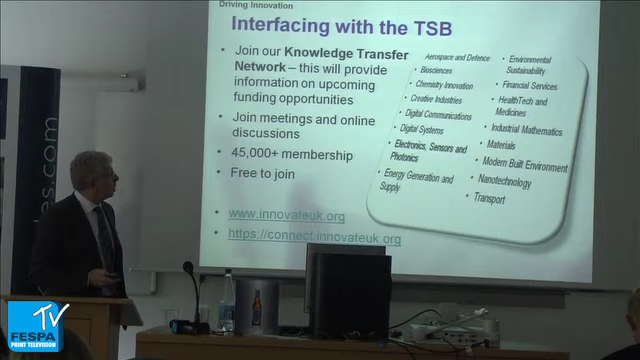 Driving Innovation
Interfacing with the TSB
• Join our Knowledge Transfer
Network – this will provide
information on upcoming
funding opportunities
• Join meetings and online
discussions
• 45,000+ membership
• Free to join
• www.innovateuk.org
• https://connect.innovateuk.org
Aerospace and Defence
• Biosciences
• Chemistry Innovation
• Creative Industries
• Digital Communications
• Digital Systems
• Electronics, Sensors and
Photonics
• Energy Generation and
Supply
• Environmental
Sustainability
• Financial Services
• HealthTech and
Medicines
• Industrial Mathematics
• Materials
• Modern Built Environment
• Nanotechnology
• Transport
es.com
TV
FESPA
PRINT TELEVISION